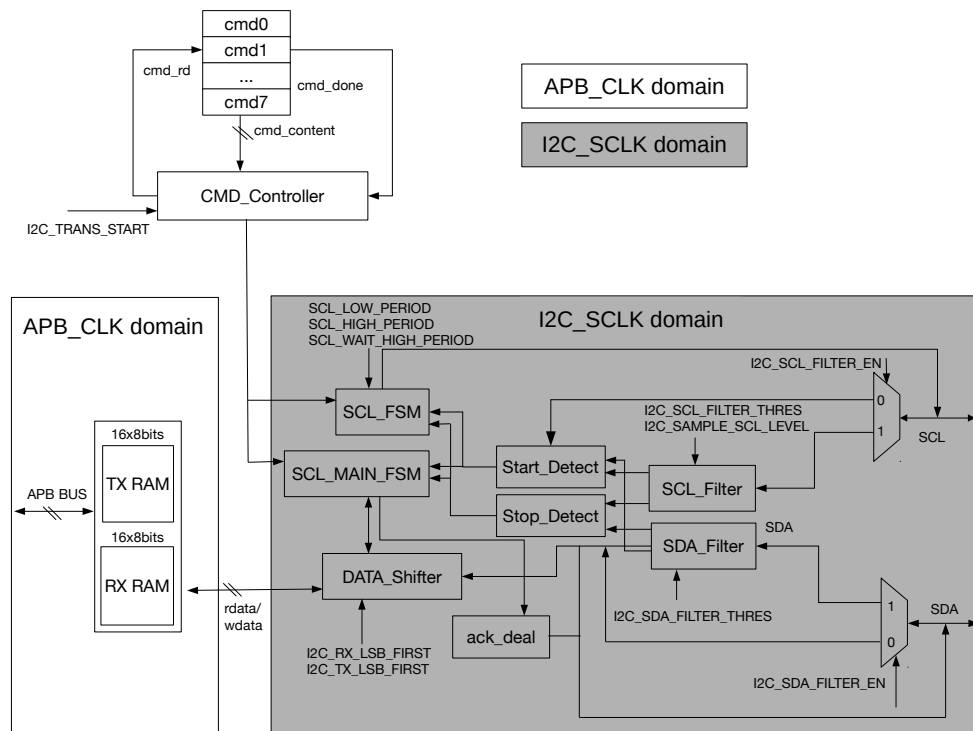 cmd0
cmd1
...
cmd7
cmd_rd
cmd_done
cmd_content
APB_CLK domain
I2C_SCLK domain
CMD_Controller
I2C_TRANS_START
APB_CLK domain
16x8bits
TX RAM
APB BUS
16x8bits
RX RAM
rdata/
wdata
I2C_SCLK domain
SCL_LOW_PERIOD
SCL_HIGH_PERIOD
SCL_WAIT_HIGH_PERIOD
I2C_SCL_FILTER_EN
SCL_FSM
0
1
SCL
I2C_SCL_FILTER_THRES
I2C_SAMPLE_SCL_LEVEL
SCL_MAIN_FSM
Start_Detect
SCL_Filter
Stop_Detect
SDA
SDA_Filter
DATA_Shifter
I2C_SDA_FILTER_THRES
1
0
SDA
ack_deal
I2C_RX_LSB_FIRST
I2C_TX_LSB_FIRST
I2C_SDA_FILTER_EN